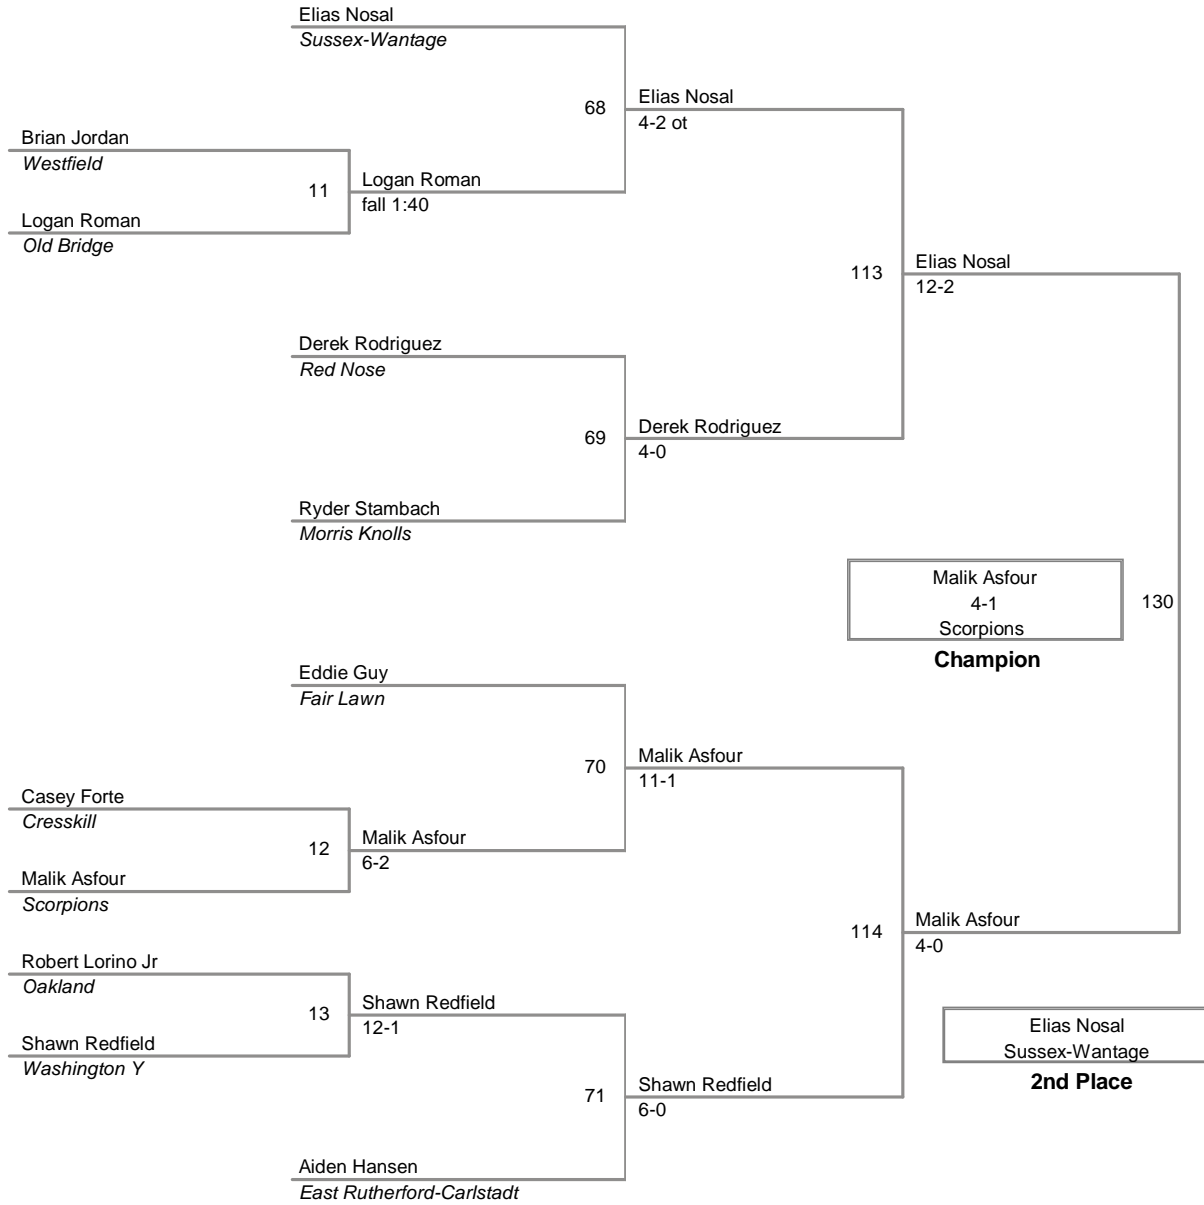 Elias Nosal
Sussex-Wantage
68
Elias Nosal
4-2 ot
Brian Jordan
Westfield
11
Logan Roman
fall 1:40
Logan Roman
Old Bridge
113
Elias Nosal
12-2
Derek Rodriguez
Red Nose
69
Derek Rodriguez
4-0
Ryder Stambach
Morris Knolls
Malik Asfour
4-1
Scorpions
Champion
130
Eddie Guy
Fair Lawn
70
Malik Asfour
11-1
Casey Forte
Cresskill
12
Malik Asfour
6-2
Malik Asfour
Scorpions
114
Malik Asfour
4-0
Robert Lorino Jr
Oakland
13
Shawn Redfield
12-1
Shawn Redfield
Washington Y
Elias Nosal
Sussex-Wantage
2nd Place
71
Shawn Redfield
6-0
Aiden Hansen
East Rutherford-Carlstadt